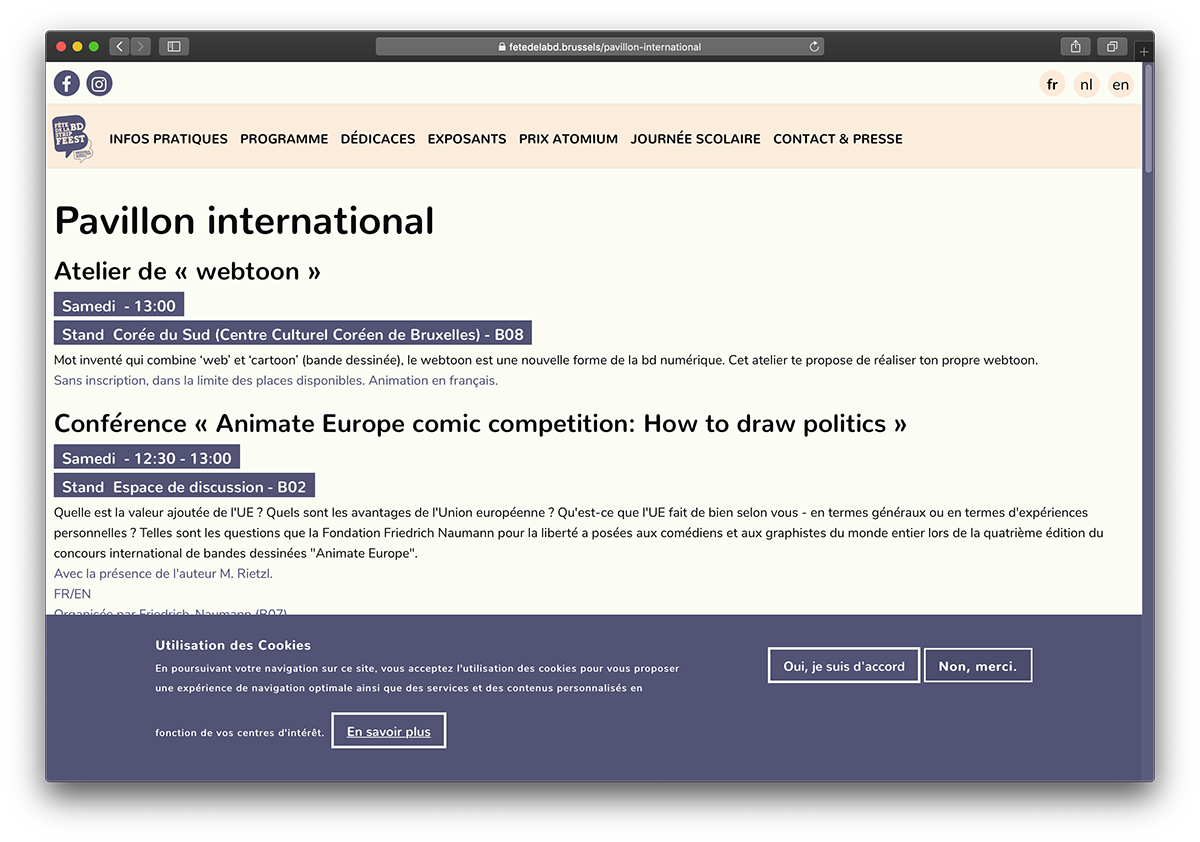 fetedelabd.brussels/pavillon-international
fr nl en
FÊTE DE LA BD STRIP FEEST
INFOS PRATIQUES PROGRAMME DÉDICACES EXPOSANTS PRIX ATOMIUM JOURNÉE SCOLAIRE CONTACT & PRESSE
Pavillon international
Atelier de « webtoon »
Samedi - 13:00
Stand Corée du Sud (Centre Culturel Coréen de Bruxelles) - B08
Mot inventé qui combine ‘web’ et ‘cartoon’ (bande dessinée), le webtoon est une nouvelle forme de la bd numérique. Cet atelier te propose de réaliser ton propre webtoon.
Sans inscription, dans la limite des places disponibles. Animation en français.
Conférence « Animate Europe comic competition: How to draw politics »
Samedi - 12:30 - 13:00
Stand Espace de discussion - B02
Quelle est la valeur ajoutée de l'UE ? Quels sont les avantages de l'Union européenne ? Qu'est-ce que l'UE fait de bien selon vous - en termes généraux ou en termes d'expériences
personnelles ? Telles sont les questions que la Fondation Friedrich Naumann pour la liberté a posées aux comédiens et aux graphistes du monde entier lors de la quatrième édition du
concours international de bandes dessinées "Animate Europe".
Avec la présence de l'auteur M. Rietzl.
FR/EN
Organisée par Friedrich Naumann (B07)
Utilisation des Cookies
En poursuivant votre navigation sur ce site, vous acceptez l'utilisation des cookies pour vous proposer
une expérience de navigation optimale ainsi que des services et des contenus personnalisés en
fonction de vos centres d'intérêt. En savoir plus
Oui, je suis d'accord Non, merci.